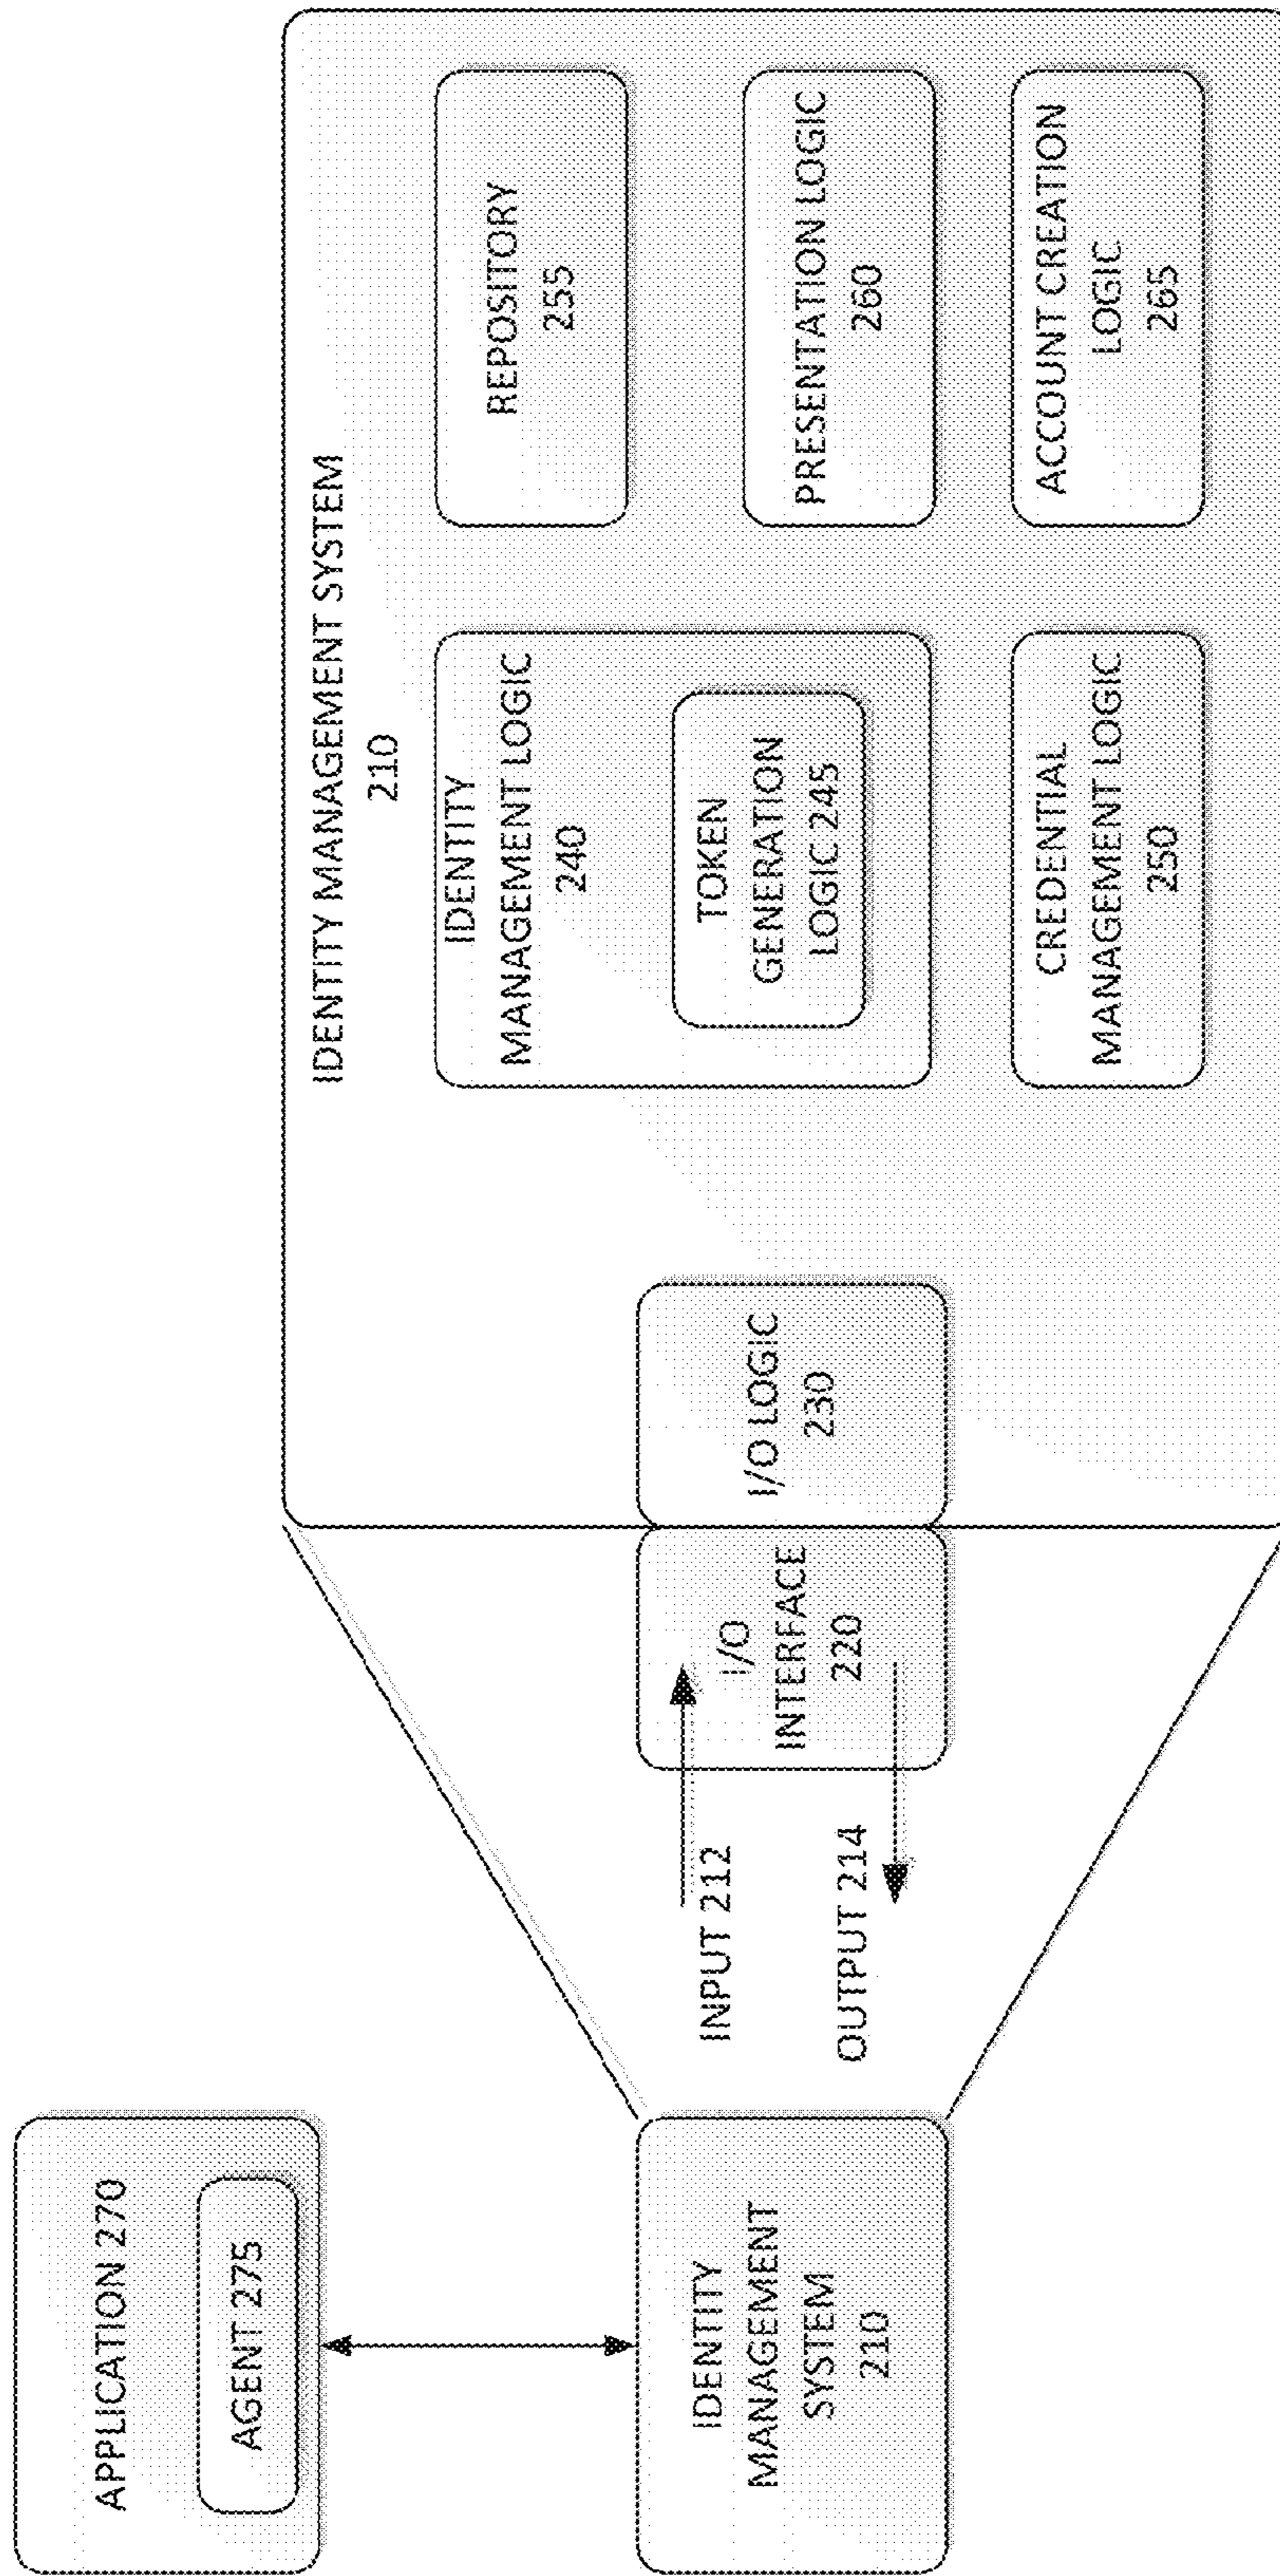 APPLICATION 270
AGENT 275
IDENTITY
MANAGEMENT
SYSTEM
210
INPUT 212
OUTPUT 214
I/O
INTERFACE
220
I/O LOGIC
230
IDENTITY MANAGEMENT SYSTEM
210
IDENTITY
MANAGEMENT LOGIC
240
TOKEN
GENERATION
LOGIC 245
CREDENTIAL
MANAGEMENT LOGIC
250
REPOSITORY
255
PRESENTATION LOGIC
260
ACCOUNT CREATION
LOGIC
265